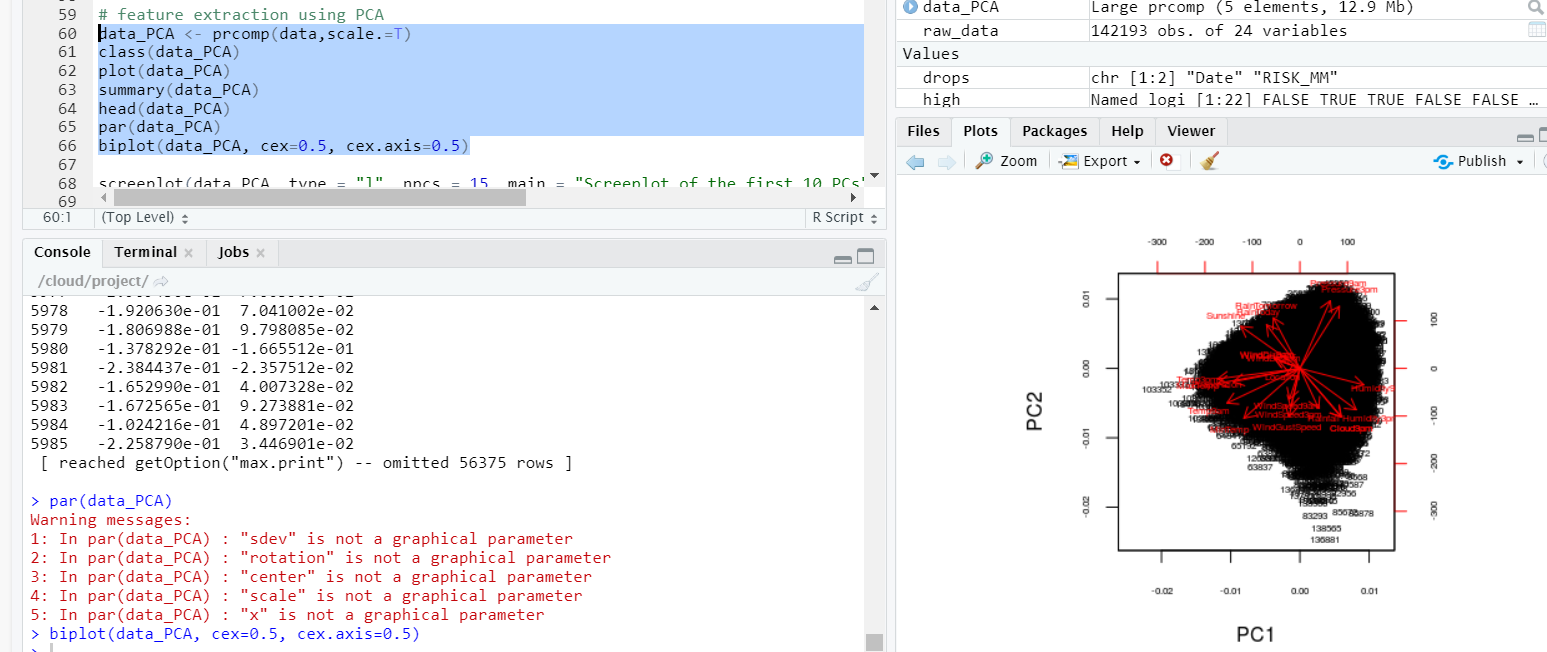 59 # feature extraction using PCA
60 data_PCA <- prcomp(data,scale.=T)
61 class(data_PCA)
62 plot(data_PCA)
63 summary(data_PCA)
64 head(data_PCA)
65 par(data_PCA)
66 biplot(data_PCA, cex=0.5, cex.axis=0.5)
67
68 screeplot(data_PCA, type = "l", npcs = 15, main = "Screeplot of the first 10 PCs"
69
60:1 (Top Level) R Script
Console Terminal Jobs
/cloud/project/
5978 -1.920630e-01 7.041002e-02
5979 -1.806988e-01 9.798085e-02
5980 -1.378292e-01 -1.665512e-01
5981 -2.384437e-01 -2.357512e-02
5982 -1.652990e-01 4.007328e-02
5983 -1.672565e-01 9.273881e-02
5984 -1.024216e-01 4.897201e-02
5985 -2.258790e-01 3.446901e-02
[ reached getOption("max.print") -- omitted 56375 rows ]
> par(data_PCA)
Warning messages:
1: In par(data_PCA) : "sdev" is not a graphical parameter
2: In par(data_PCA) : "rotation" is not a graphical parameter
3: In par(data_PCA) : "center" is not a graphical parameter
4: In par(data_PCA) : "scale" is not a graphical parameter
5: In par(data_PCA) : "x" is not a graphical parameter
> biplot(data_PCA, cex=0.5, cex.axis=0.5)
>
data_PCA Large prcomp (5 elements, 12.9 Mb)
raw_data 142193 obs. of 24 variables
Values
drops chr [1:2] "Date" "RISK_MM"
high Named logi [1:22] FALSE TRUE TRUE FALSE FALSE …
Files Plots Packages Help Viewer
Zoom Export Publish
-300 -200 -100 0 100
0.01
0.00
-0.01
-0.02
PC2
100
0
-100
-200
-300
Sunshine
WindGustSpeed
103352
63837
83293
138565
136881
-0.02 -0.01 0.00 0.01
PC1